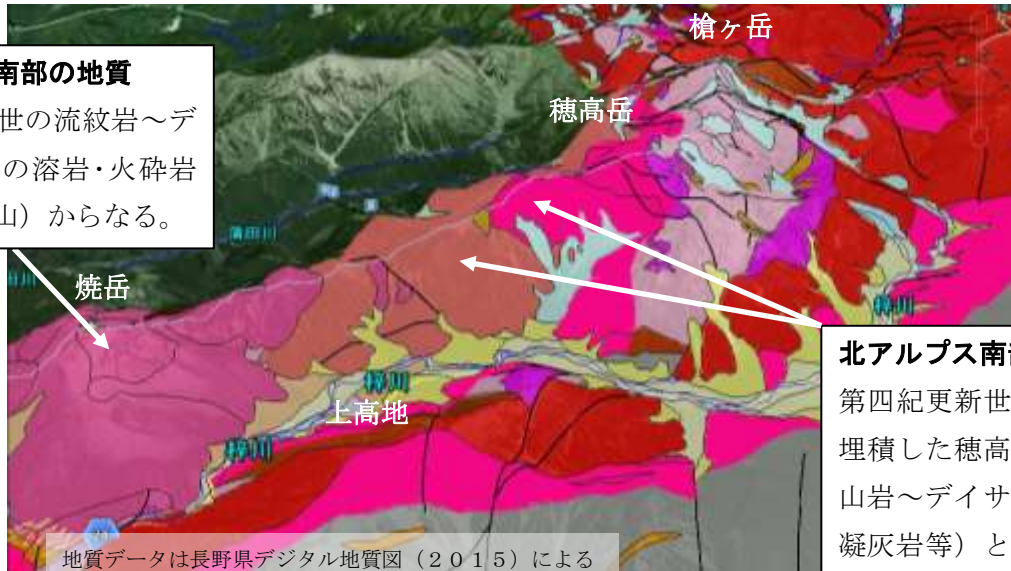 槍ヶ岳
南部の地質
世の流紋岩~デ
の溶岩・火砕岩
山)からなる。
穂高岳
蒲田川
焼岳
梓川
北アルプス南
第四紀更新世
埋積した穂高
山岩~デイサ
凝灰岩等)と
梓川
上高地
梓川
地質データは長野県デジタル地質図(2015)による